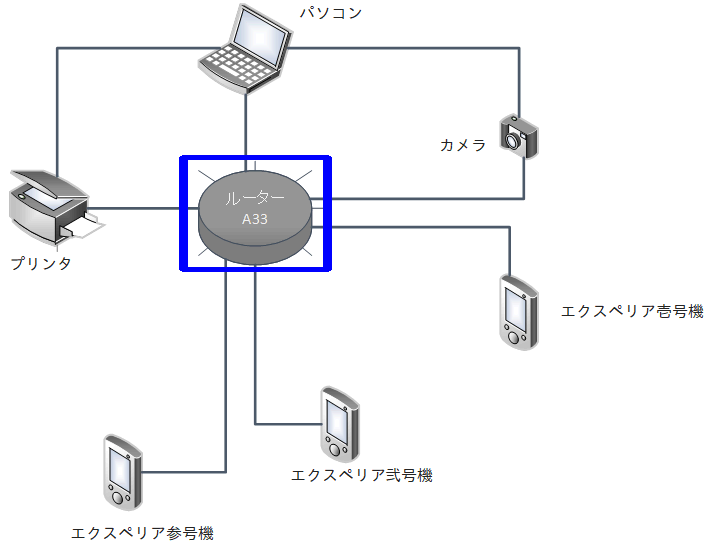 パソコン
カメラ
ルーター
A33
プリンタ
エクスペリア壱号機
エクスペリア弐号機
エクスペリア参号機